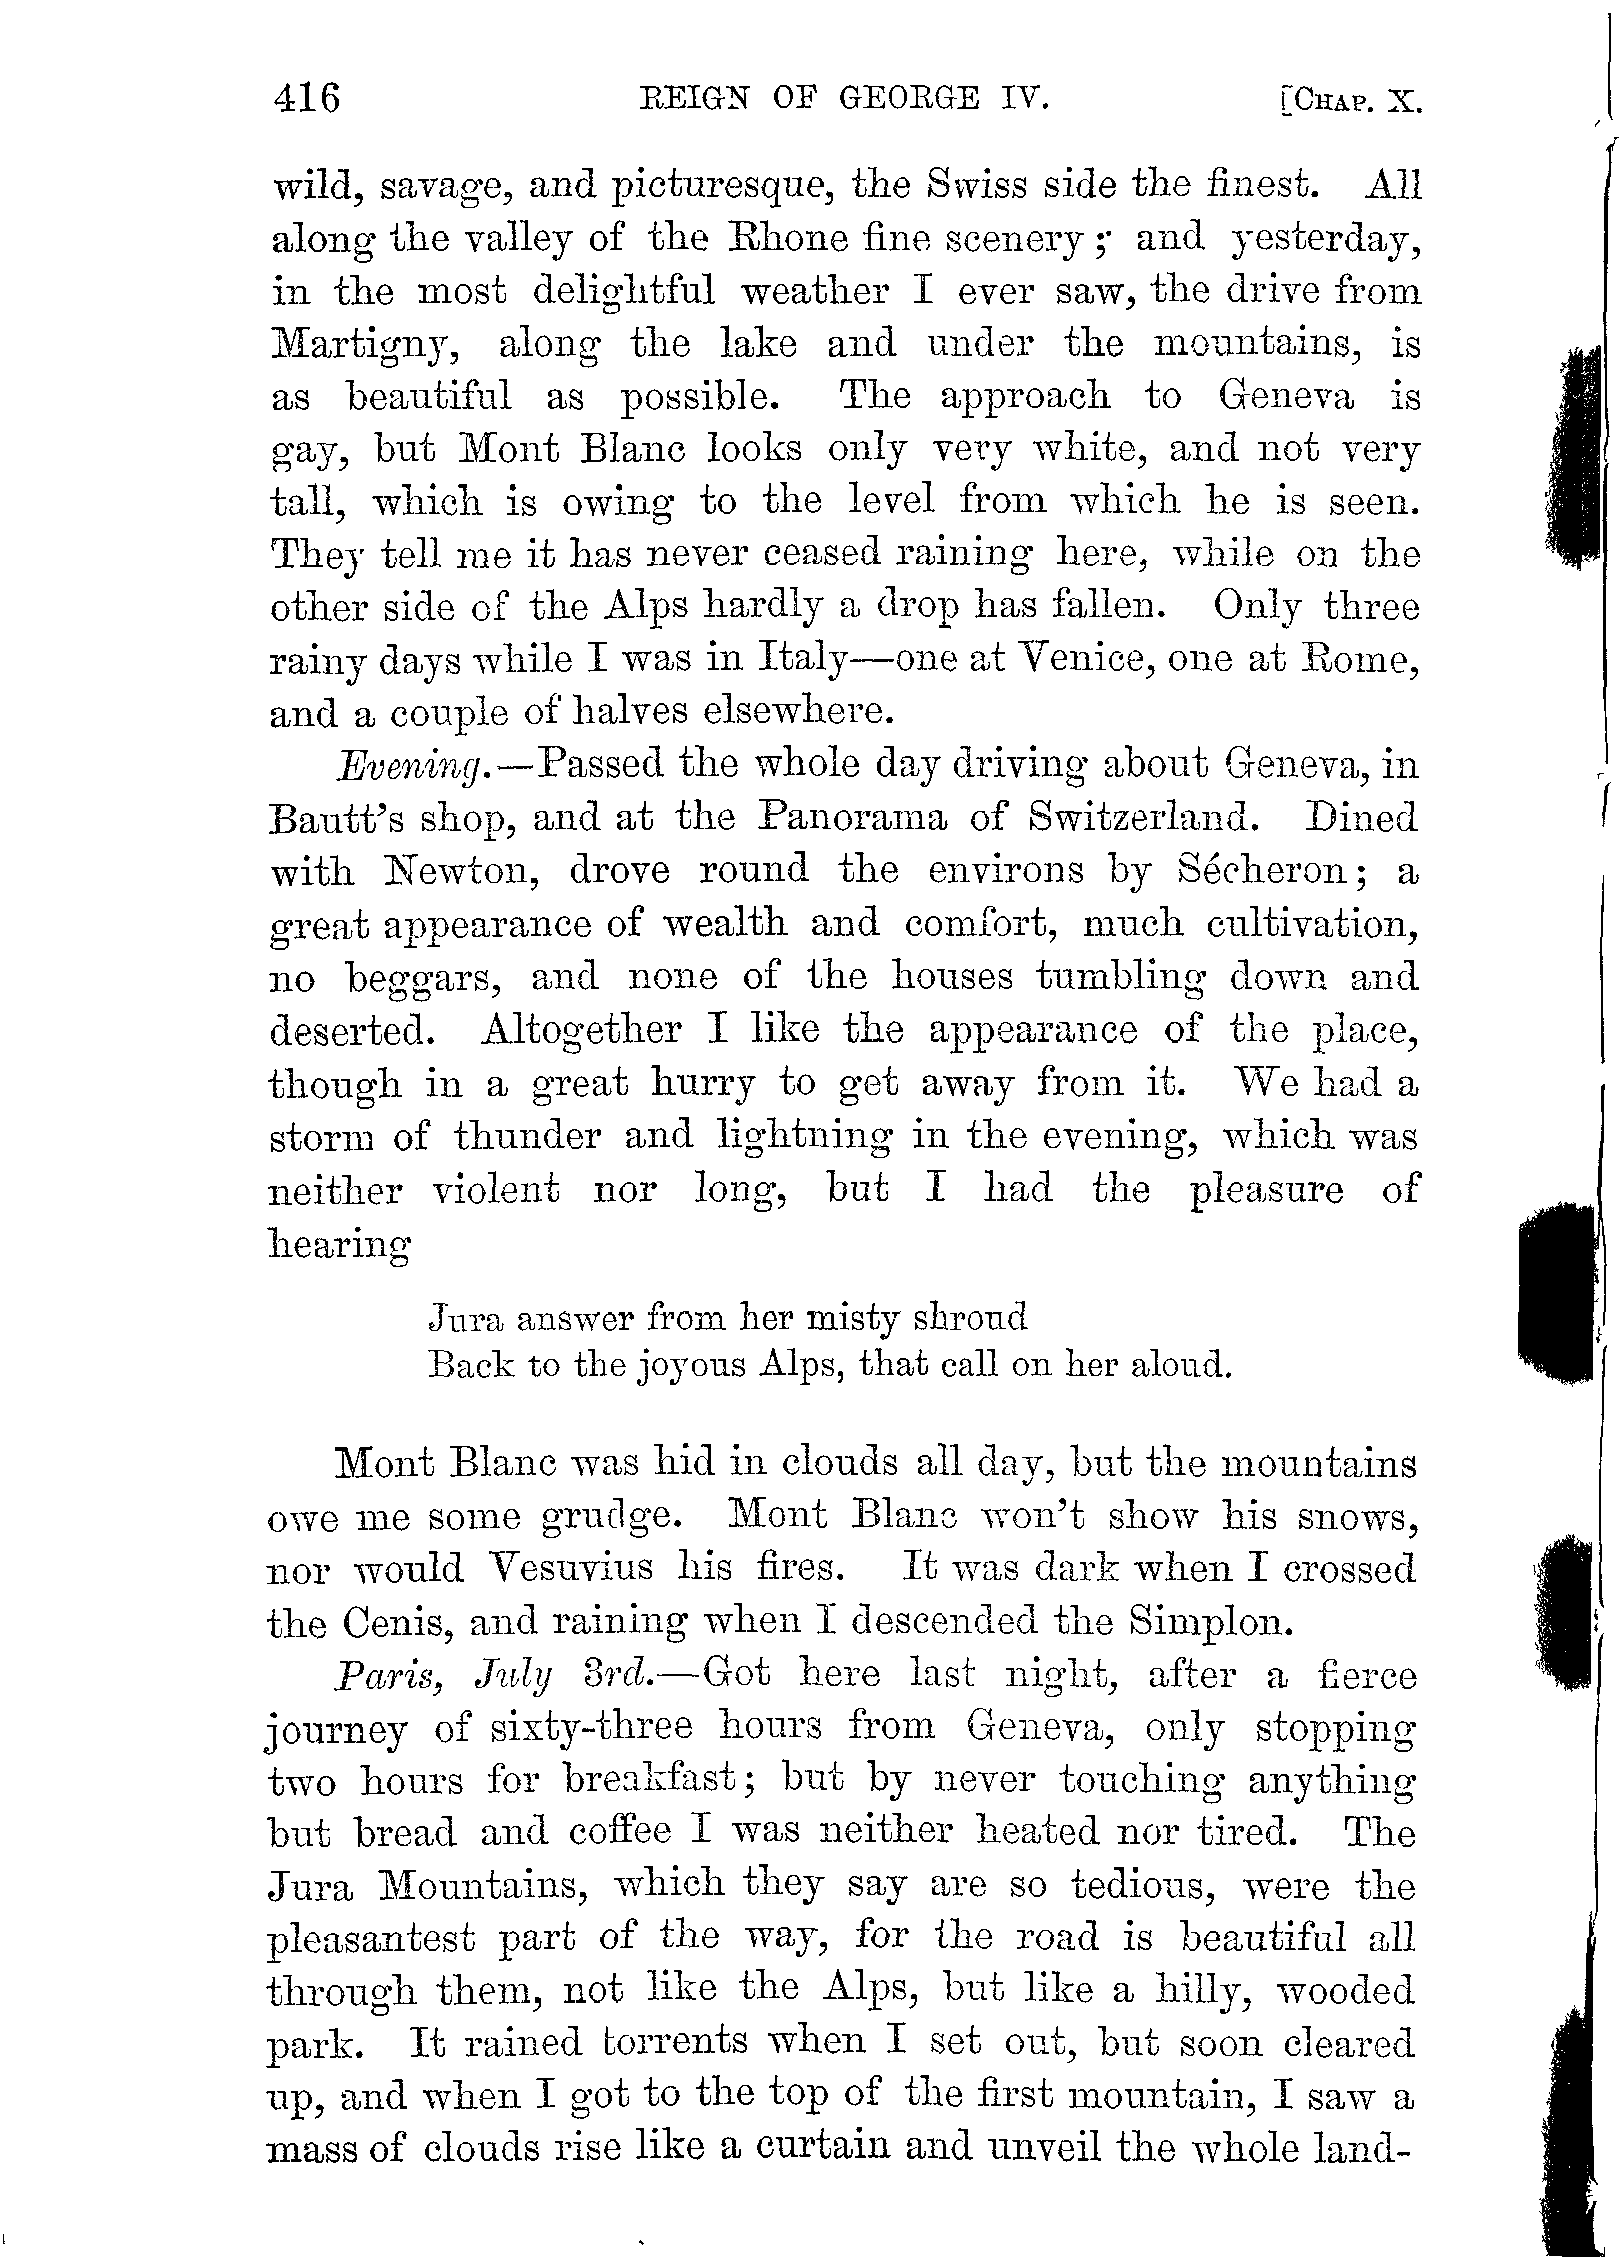 416 REIGN OF GEORGE IV. [CHAP. X.
wild, savage, and picturesque, the Swiss side the finest. All
along the valley of the Rhone fine scenery; and yesterday,
in the most delightful weather I ever saw, the drive from
Martigny, along the lake and under the mountains, is
as beautiful as possible. The approach to Geneva is
gay, but Mont Blanc looks only very white, and not very
tall, which is owing to the level from which he is seen.
They tell me it has never ceased raining here, while on the
other side of the Alps hardly a drop has fallen. Only three
rainy days while I was in Italy—one at Venice, one at Rome,
and a couple of halves elsewhere.
Evening.—Passed the whole day driving about Geneva, in
Bautt's shop, and at the Panorama of Switzerland. Dined
with Newton, drove round the environs by Sécheron; a
great appearance of wealth and comfort, much cultivation,
no beggars, and none of the houses tumbling down and
deserted. Altogether I like the appearance of the place,
though in a great hurry to get away from it. We had a
storm of thunder and lightning in the evening, which was
neither violent nor long, but I had the pleasure of
hearing
Jura answer from her misty shroud
Back to the joyous Alps, that call on her aloud.
Mont Blanc was hid in clouds all day, but the mountains
owe me some grudge. Mont Blanc won't show his snows,
nor would Vesuvius his fires. It was dark when I crossed
the Cenis, and raining when I descended the Simplon.
Paris, July 3rd.—Got here last night, after a fierce
journey of sixty-three hours from Geneva, only stopping
two hours for breakfast; but by never touching anything
but bread and coffee I was neither heated nor tired. The
Jura Mountains, which they say are so tedious, were the
pleasantest part of the way, for the road is beautiful all
through them, not like the Alps, but like a hilly, wooded
park. It rained torrents when I set out, but soon cleared
up, and when I got to the top of the first mountain, I saw a
mass of clouds rise like a curtain and unveil the whole land-